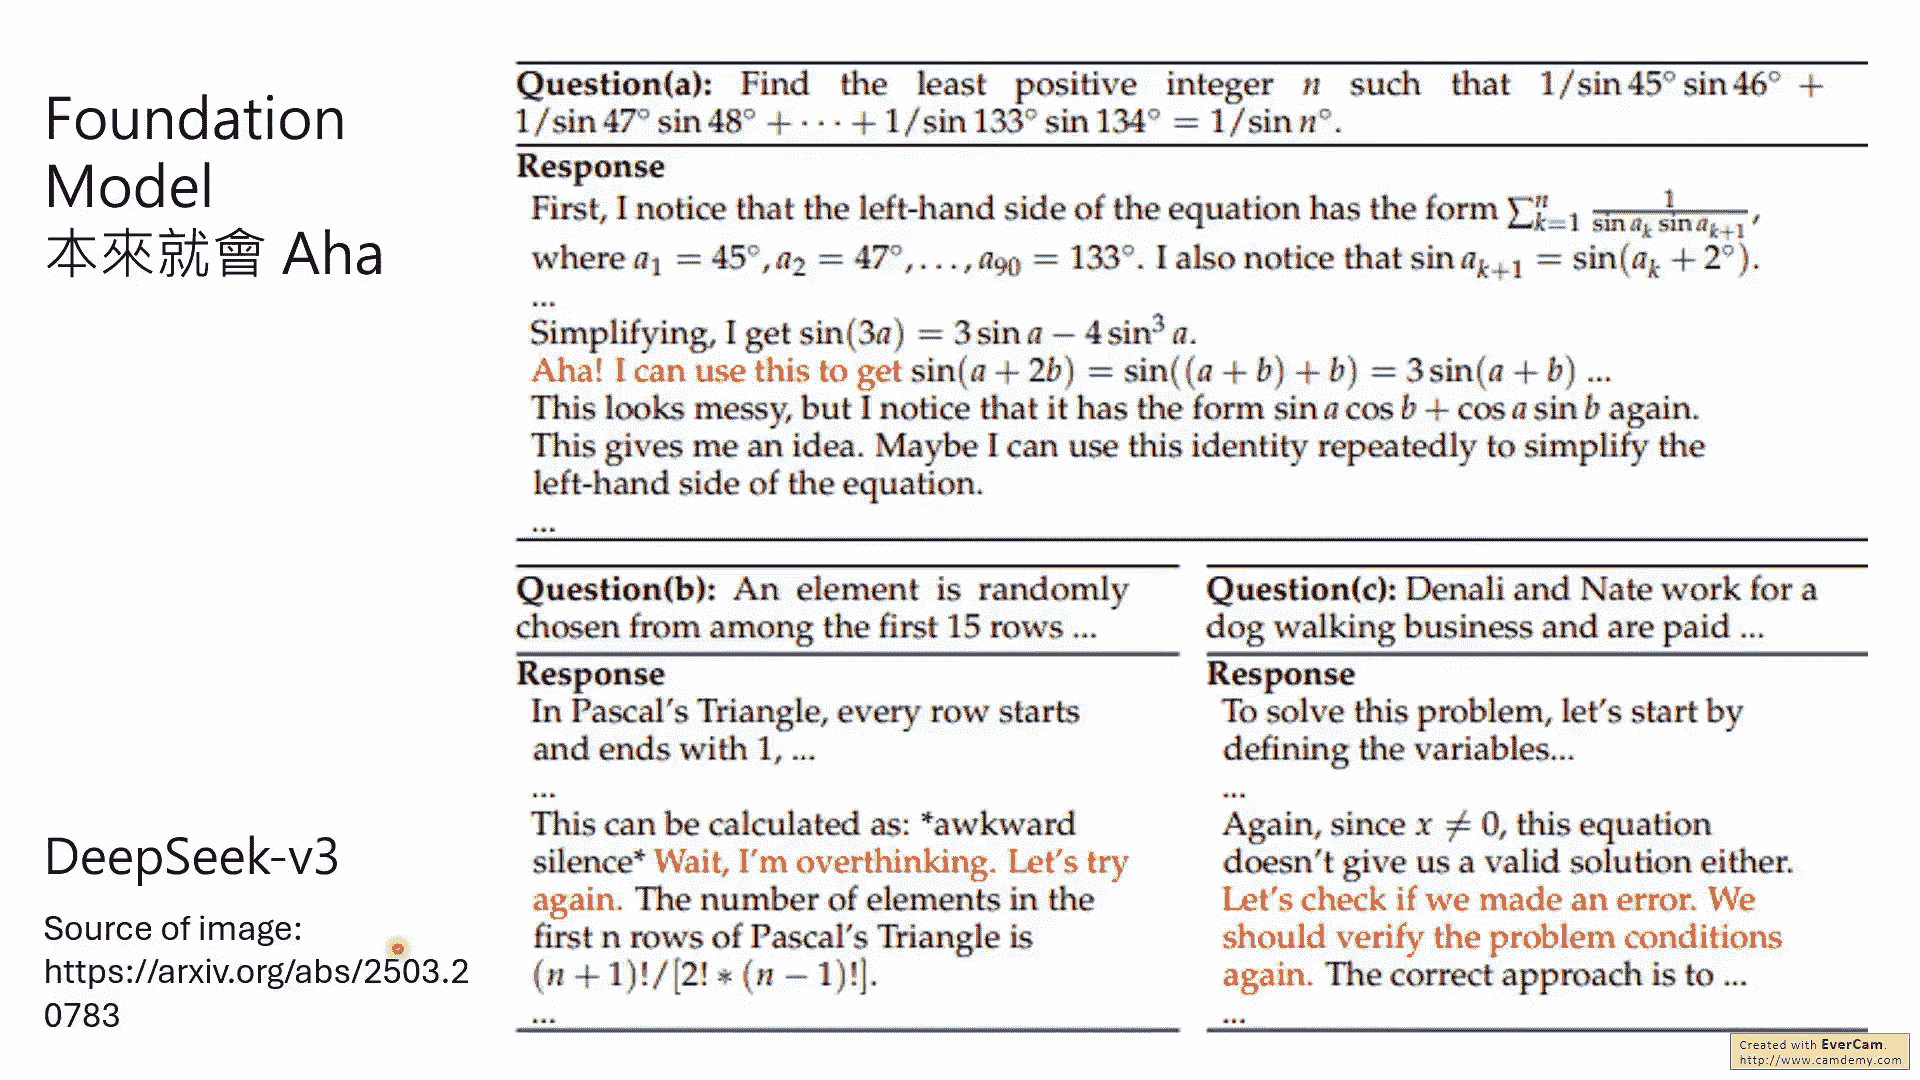 Foundation
Model
本來就會 Aha
DeepSeek-v3
Source of image:
https://arxiv.org/abs/2503.2
0783
Question(a): Find the least positive integer n such that 1/sin 45° sin 46° +
1/sin 47° sin 48° + · · · + 1/sin 133° sin 134° = 1/sin n°.
Response
First, I notice that the left-hand side of the equation has the form ∑ⁿₖ₌₁ 1/(sin aₖ sin aₖ₊₁),
where a₁ = 45°, a₂ = 47°, . . . , a₉₀ = 133°. I also notice that sin aₖ₊₁ = sin(aₖ + 2°).
...
Simplifying, I get sin(3a) = 3 sin a − 4 sin³ a.
Aha! I can use this to get sin(a + 2b) = sin((a + b) + b) = 3 sin(a + b) ...
This looks messy, but I notice that it has the form sin a cos b + cos a sin b again.
This gives me an idea. Maybe I can use this identity repeatedly to simplify the
left-hand side of the equation.
...
Question(b): An element is randomly
chosen from among the first 15 rows ...
Response
In Pascal's Triangle, every row starts
and ends with 1, ...
...
This can be calculated as: *awkward
silence* Wait, I'm overthinking. Let's try
again. The number of elements in the
first n rows of Pascal's Triangle is
(n + 1)!/[2! * (n − 1)!].
...
Question(c): Denali and Nate work for a
dog walking business and are paid ...
Response
To solve this problem, let's start by
defining the variables...
...
Again, since x ≠ 0, this equation
doesn't give us a valid solution either.
Let's check if we made an error. We
should verify the problem conditions
again. The correct approach is to ...
...
Created with EverCam.
http://www.camdemy.com